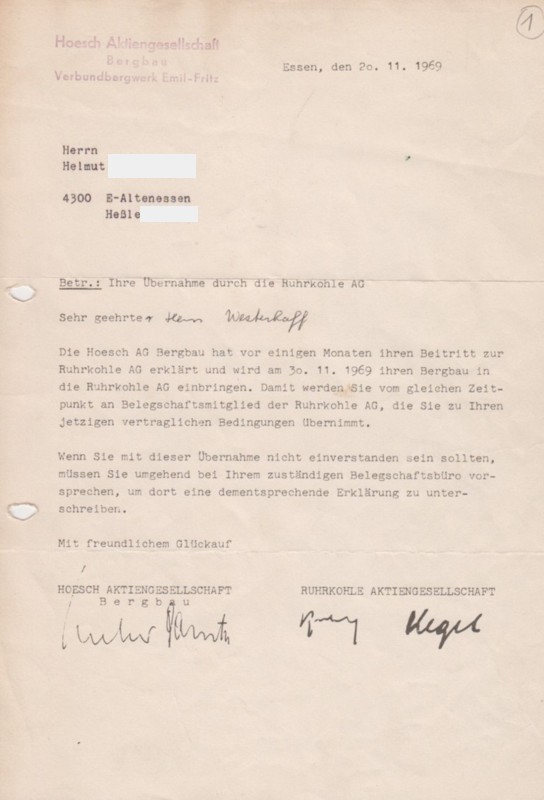 1
Hoesch Aktiengesellschaft
Bergbau
Verbundbergwerk Emil-Fritz
Essen, den 2o. 11. 1969
Herrn
Helmut
4300 E-Altenessen
Heßle
Betr.: Ihre Übernahme durch die Ruhrkohle AG
Sehr geehrter Herr Westerhoff
Die Hoesch AG Bergbau hat vor einigen Monaten ihren Beitritt zur
Ruhrkohle AG erklärt und wird am 3o. 11. 1969 ihren Bergbau in
die Ruhrkohle AG einbringen. Damit werden Sie vom gleichen Zeit-
punkt an Belegschaftsmitglied der Ruhrkohle AG, die Sie zu Ihren
jetzigen vertraglichen Bedingungen übernimmt.
Wenn Sie mit dieser Übernahme nicht einverstanden sein sollten,
müssen Sie umgehend bei Ihrem zuständigen Belegschaftsbüro vor-
sprechen, um dort eine dementsprechende Erklärung zu unter-
schreiben.
Mit freundlichem Glückauf
HOESCH AKTIENGESELLSCHAFT RUHRKOHLE AKTIENGESELLSCHAFT
Bergbau
Hegel